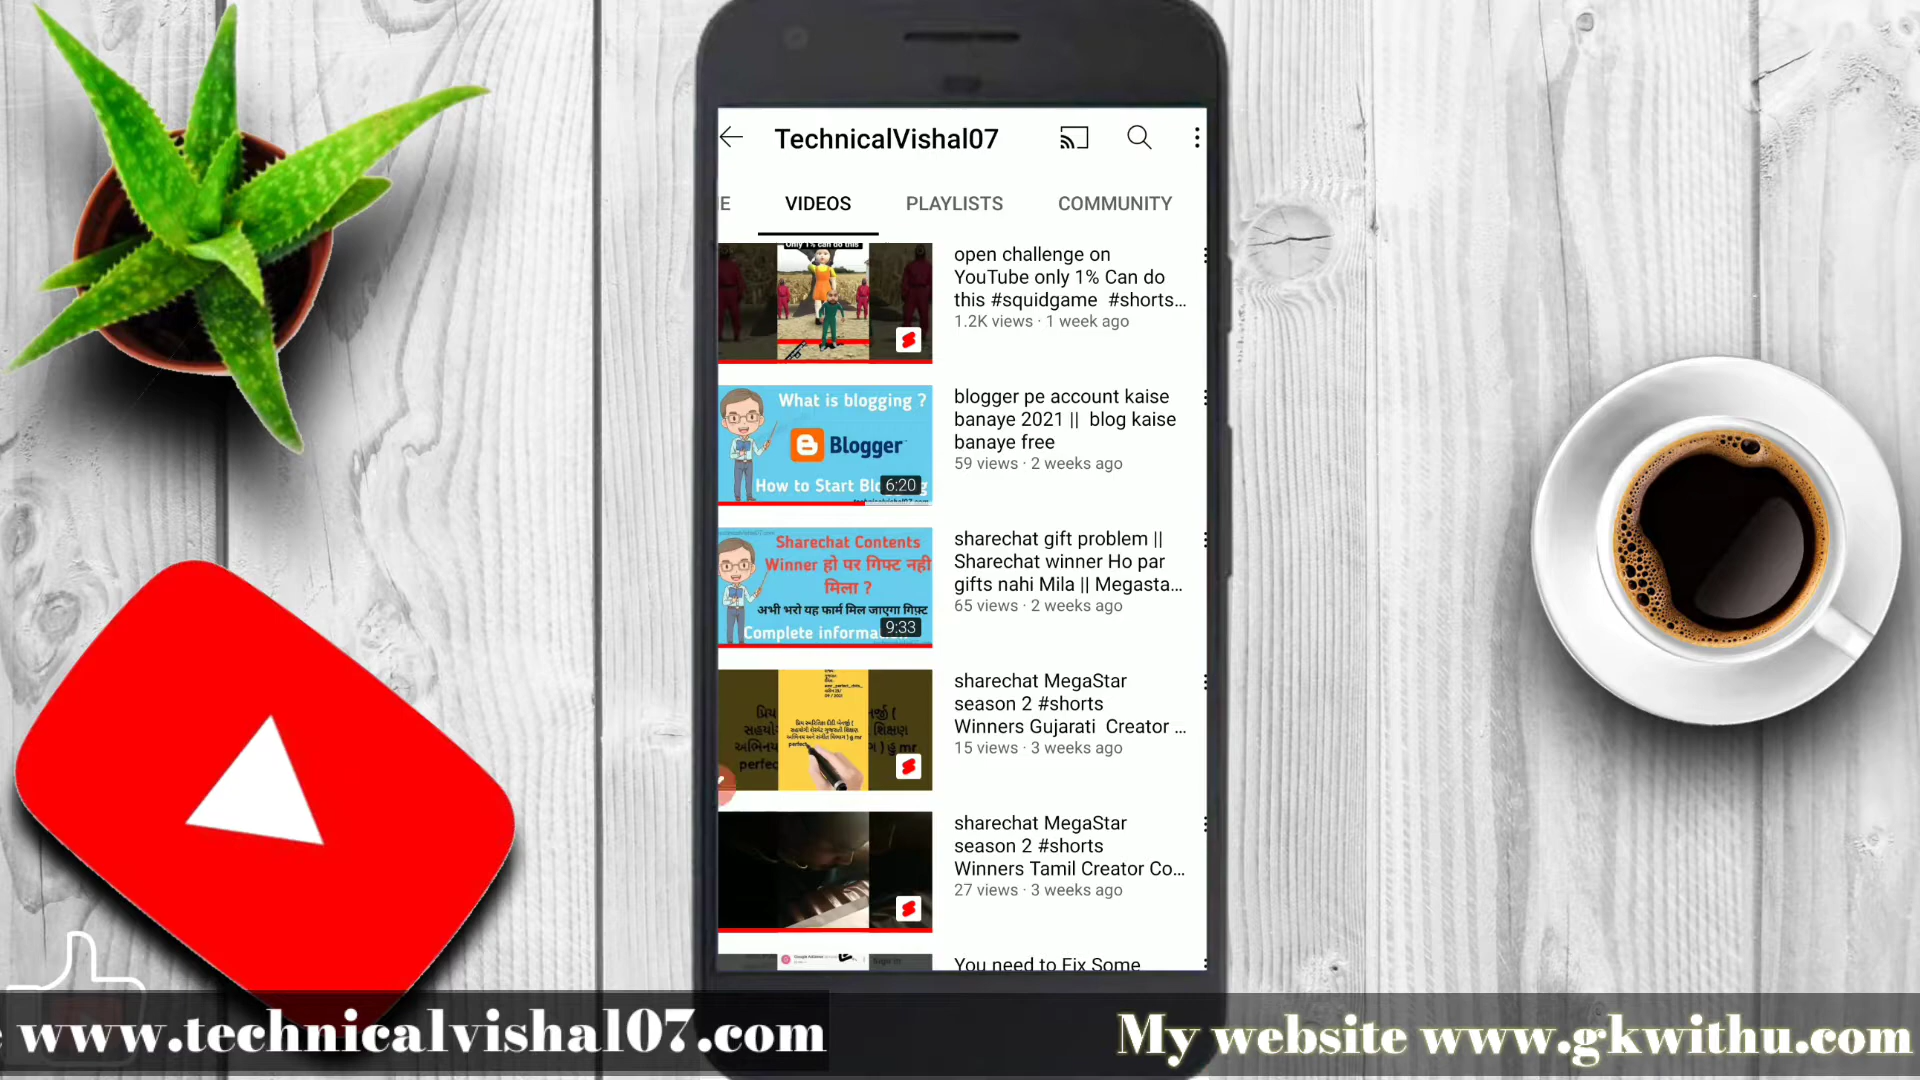 TechnicalVishal07
E VIDEOS PLAYLISTS COMMUNITY
Only 1% can do this
open challenge on
YouTube only 1% Can do
this #squidgame #shorts...
1.2K views · 1 week ago
What is blogging ?
Blogger
How to Start
6:20
blogger pe account kaise
banaye 2021 || blog kaise
banaye free
59 views · 2 weeks ago
Sharechat Contents
Winner हो पर गिफ्ट नही
मिला ?
अभी भरो यह फार्म मिल जाएगा गिफ़्ट
Complete informa
9:33
sharechat gift problem ||
Sharechat winner Ho par
gifts nahi Mila || Megasta...
65 views · 2 weeks ago
sharechat MegaStar
season 2 #shorts
Winners Gujarati Creator ...
15 views · 3 weeks ago
sharechat MegaStar
season 2 #shorts
Winners Tamil Creator Co...
27 views · 3 weeks ago
You need to Fix Some
www.technicalvishal07.com
My website www.gkwithu.com